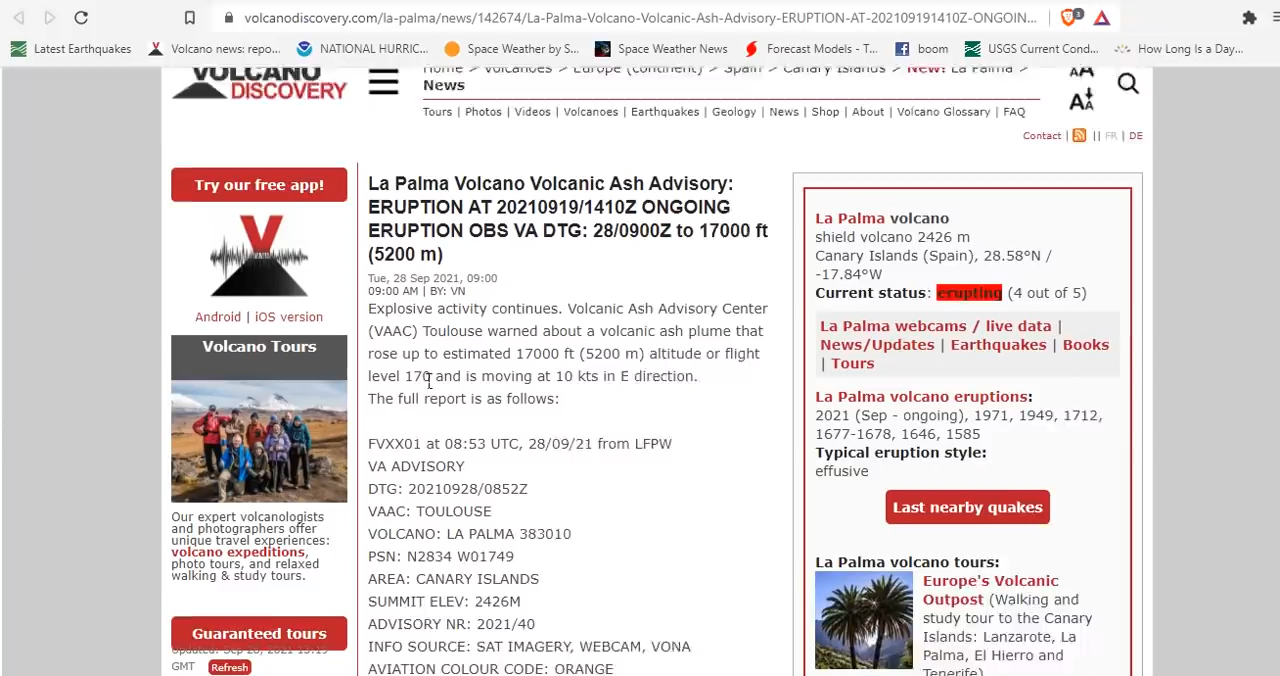 volcanodiscovery.com/la-palma/news/142674/La-Palma-Volcano-Volcanic-Ash-Advisory-ERUPTION-AT-202109191410Z-ONGOIN...
Latest Earthquakes
Volcano news: repo...
NATIONAL HURRIC...
Space Weather by S...
Space Weather News
Forecast Models - T...
boom
USGS Current Cond...
How Long Is a Day...
VOLCANO
DISCOVERY
Home > Volcanoes > Europe (continent) > Spain > Canary Islands > New! La Palma >
News
AA
AA
Tours | Photos | Videos | Volcanoes | Earthquakes | Geology | News | Shop | About | Volcano Glossary | FAQ
Contact | || FR | DE
Try our free app!
Android | iOS version
Volcano Tours
Our expert volcanologists
and photographers offer
unique travel experiences:
volcano expeditions,
photo tours, and relaxed
walking & study tours.
Guaranteed tours
Updated: Sep 28, 2021 13:19
GMT Refresh
La Palma Volcano Volcanic Ash Advisory:
ERUPTION AT 20210919/1410Z ONGOING
ERUPTION OBS VA DTG: 28/0900Z to 17000 ft
(5200 m)
Tue, 28 Sep 2021, 09:00
09:00 AM | BY: VN
Explosive activity continues. Volcanic Ash Advisory Center
(VAAC) Toulouse warned about a volcanic ash plume that
rose up to estimated 17000 ft (5200 m) altitude or flight
level 170 and is moving at 10 kts in E direction.
The full report is as follows:
FVXX01 at 08:53 UTC, 28/09/21 from LFPW
VA ADVISORY
DTG: 20210928/0852Z
VAAC: TOULOUSE
VOLCANO: LA PALMA 383010
PSN: N2834 W01749
AREA: CANARY ISLANDS
SUMMIT ELEV: 2426M
ADVISORY NR: 2021/40
INFO SOURCE: SAT IMAGERY, WEBCAM, VONA
AVIATION COLOUR CODE: ORANGE
La Palma volcano
shield volcano 2426 m
Canary Islands (Spain), 28.58°N /
-17.84°W
Current status: erupting (4 out of 5)
La Palma webcams / live data |
News/Updates | Earthquakes | Books
| Tours
La Palma volcano eruptions:
2021 (Sep - ongoing), 1971, 1949, 1712,
1677-1678, 1646, 1585
Typical eruption style:
effusive
Last nearby quakes
La Palma volcano tours:
Europe's Volcanic
Outpost (Walking and
study tour to the Canary
Islands: Lanzarote, La
Palma, El Hierro and
Tenerife)